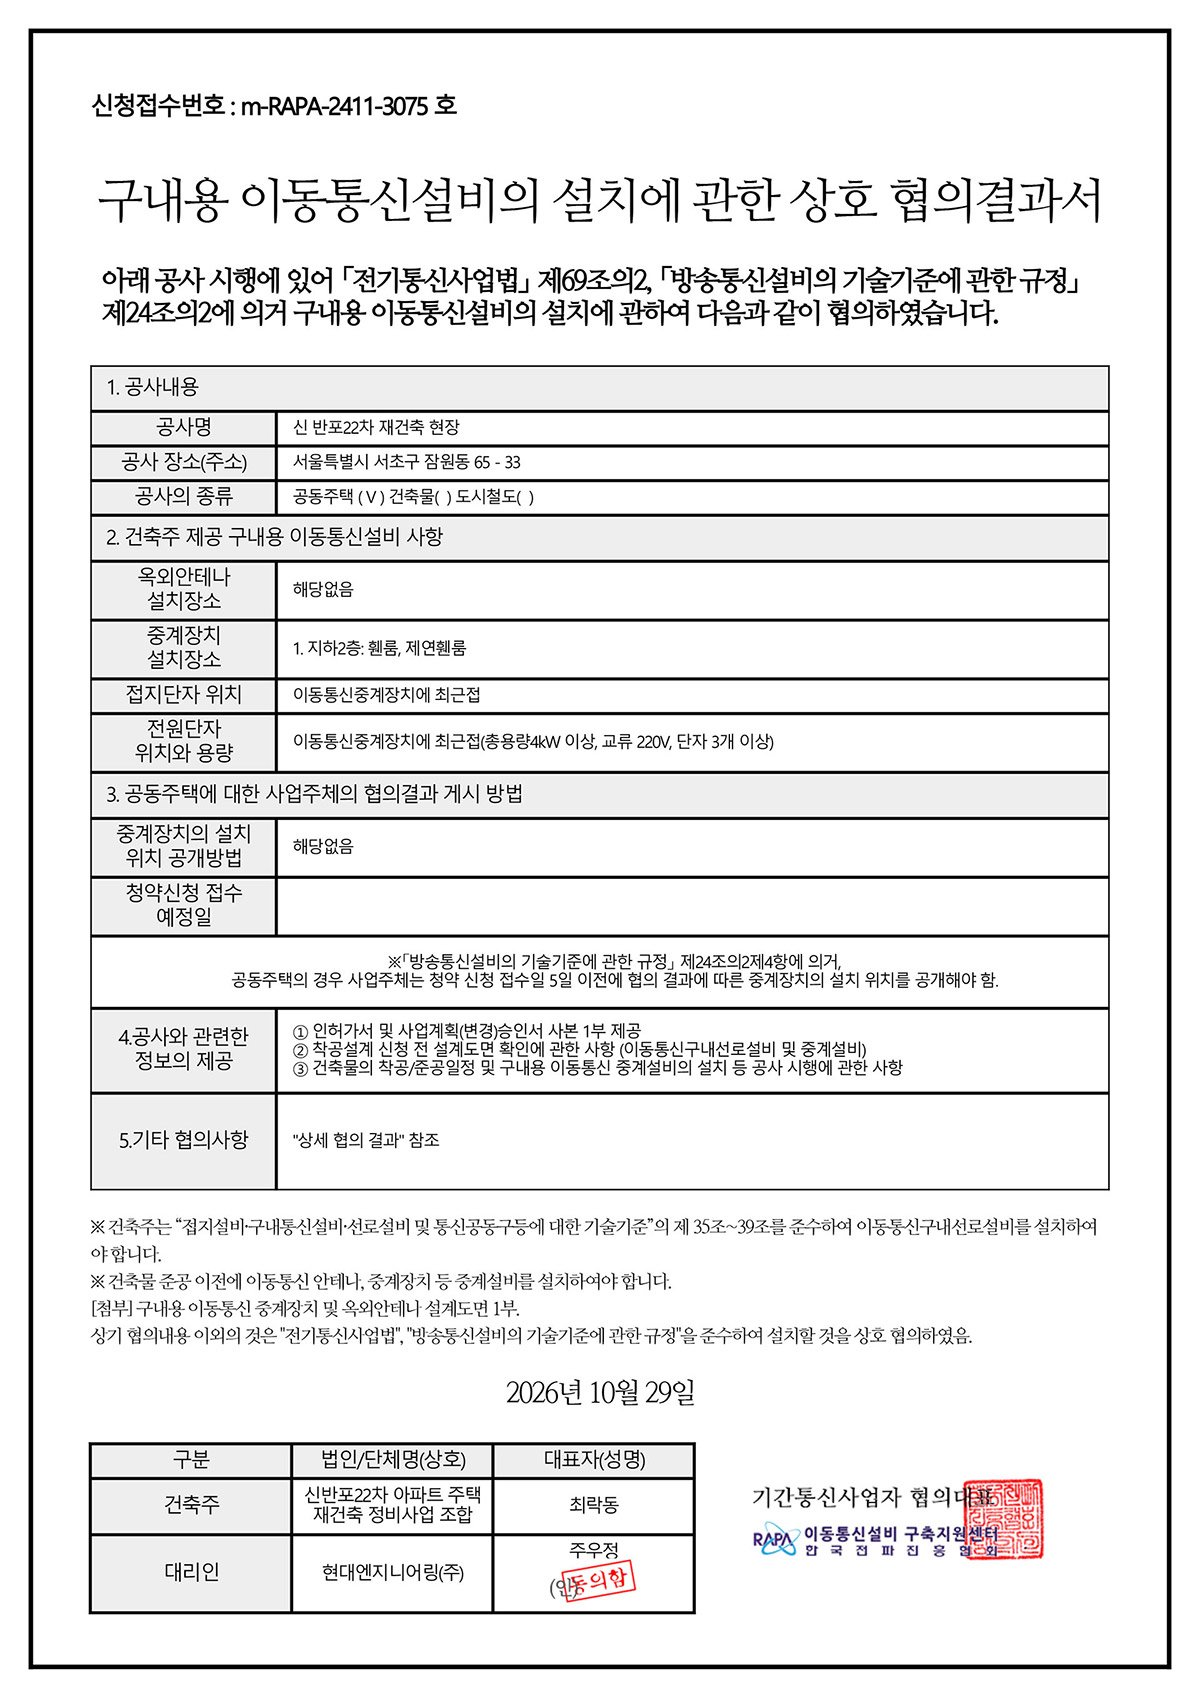 신청접수번호 : m-RAPA-2411-3075 호
구내용 이동통신설비의 설치에 관한 상호 협의결과서
아래 공사 시행에 있어 「전기통신사업법」 제69조의2, 「방송통신설비의 기술기준에 관한 규정」
제24조의2에 의거 구내용 이동통신설비의 설치에 관하여 다음과 같이 협의하였습니다.
1. 공사내용
공사명
신 반포22차 재건축 현장
공사 장소(주소)
서울특별시 서초구 잠원동 65 - 33
공사의 종류
공동주택 ( V ) 건축물( ) 도시철도( )
2. 건축주 제공 구내용 이동통신설비 사항
옥외안테나
설치장소
해당없음
중계장치
설치장소
1. 지하2층: 휀룸, 제연휀룸
접지단자 위치
이동통신중계장치에 최근접
전원단자
위치와 용량
이동통신중계장치에 최근접(총용량4kW 이상, 교류 220V, 단자 3개 이상)
3. 공동주택에 대한 사업주체의 협의결과 게시 방법
중계장치의 설치
위치 공개방법
해당없음
청약신청 접수
예정일
※「방송통신설비의 기술기준에 관한 규정」 제24조의2제4항에 의거,
공동주택의 경우 사업주체는 청약 신청 접수일 5일 이전에 협의 결과에 따른 중계장치의 설치 위치를 공개해야 함.
4.공사와 관련한
정보의 제공
① 인허가서 및 사업계획(변경)승인서 사본 1부 제공
② 착공설계 신청 전 설계도면 확인에 관한 사항 (이동통신구내선로설비 및 중계설비)
③ 건축물의 착공/준공일정 및 구내용 이동통신 중계설비의 설치 등 공사 시행에 관한 사항
5.기타 협의사항
"상세 협의 결과" 참조
※ 건축주는 “접지설비·구내통신설비·선로설비 및 통신공동구등에 대한 기술기준”의 제 35조~39조를 준수하여 이동통신구내선로설비를 설치하여
야 합니다.
※ 건축물 준공 이전에 이동통신 안테나, 중계장치 등 중계설비를 설치하여야 합니다.
[첨부] 구내용 이동통신 중계장치 및 옥외안테나 설계도면 1부.
상기 협의내용 이외의 것은 "전기통신사업법", "방송통신설비의 기술기준에 관한 규정"을 준수하여 설치할 것을 상호 협의하였음.
2026년 10월 29일
구분
법인/단체명(상호)
대표자(성명)
건축주
신반포22차 아파트 주택
재건축 정비사업 조합
최락동
대리인
현대엔지니어링(주)
주우정
(인)
동의함
기간통신사업자 협의대표
RAPA 이동통신설비 구축지원센터
한국전파진흥협회